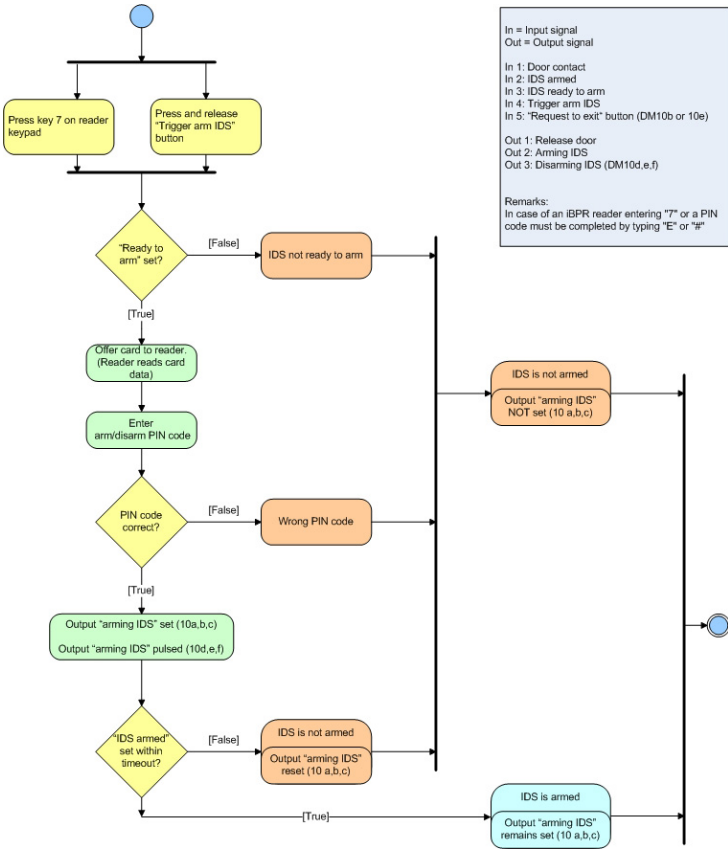 In = Input signal
Out = Output signal
In 1: Door contact
In 2: IDS armed
In 3: IDS ready to arm
In 4: Trigger arm IDS
In 5: “Request to exit” button (DM10b or 10e)
Out 1: Release door
Out 2: Arming IDS
Out 3: Disarming IDS (DM10d,e,f)
Remarks:
In case of an iBPR reader entering "7" or a PIN
code must be completed by typing "E" or "#"
Press key 7 on reader
keypad
Press and release
“Trigger arm IDS”
button
“Ready to
arm” set?
[False]
IDS not ready to arm
[True]
Offer card to reader.
(Reader reads card
data)
IDS is not armed
Output “arming IDS”
NOT set (10 a,b,c)
Enter
arm/disarm PIN code
PIN code
correct?
[False]
Wrong PIN code
[True]
Output “arming IDS” set (10a,b,c)
Output “arming IDS” pulsed (10d,e,f)
“IDS armed”
set within
timeout?
[False]
IDS is not armed
Output “arming IDS”
reset (10 a,b,c)
[True]
IDS is armed
Output “arming IDS”
remains set (10 a,b,c)